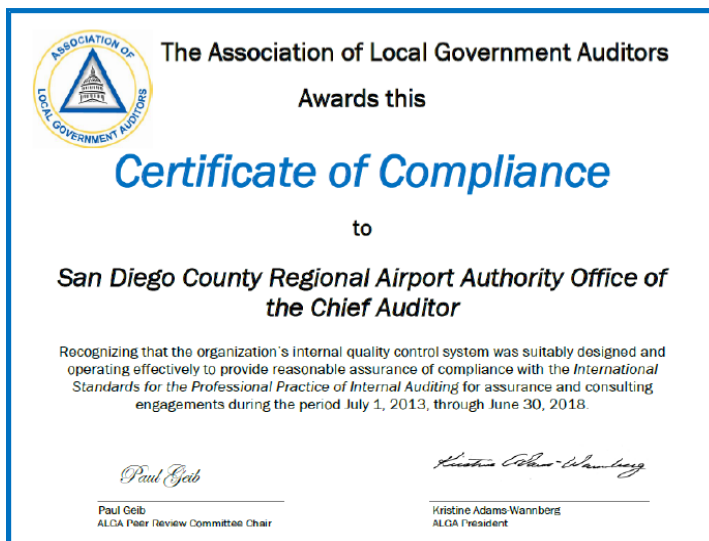 ASSOCIATION OF
LOCAL GOVERNMENT AUDITORS
The Association of Local Government Auditors
Awards this
Certificate of Compliance
to
San Diego County Regional Airport Authority Office of
the Chief Auditor
Recognizing that the organization's internal quality control system was suitably designed and
operating effectively to provide reasonable assurance of compliance with the International
Standards for the Professional Practice of Internal Auditing for assurance and consulting
engagements during the period July 1, 2013, through June 30, 2018.
Paul Geib
Kristine Adams-Wannberg
Paul Geib
Kristine Adams-Wannberg
ALGA Peer Review Committee Chair
ALGA President